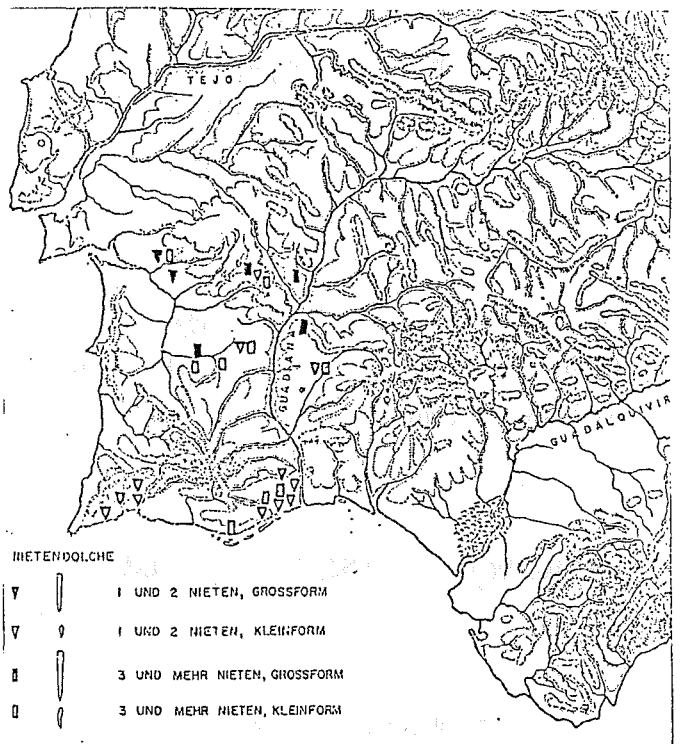 TEJO
GUADIANA
GUADALQUIVIR
NIETENDOLCHE
1 UND 2 NIETEN, GROSSFORM
1 UND 2 NIETEN, KLEINFORM
3 UND MEHR NIETEN, GROSSFORM
3 UND MEHR NIETEN, KLEINFORM